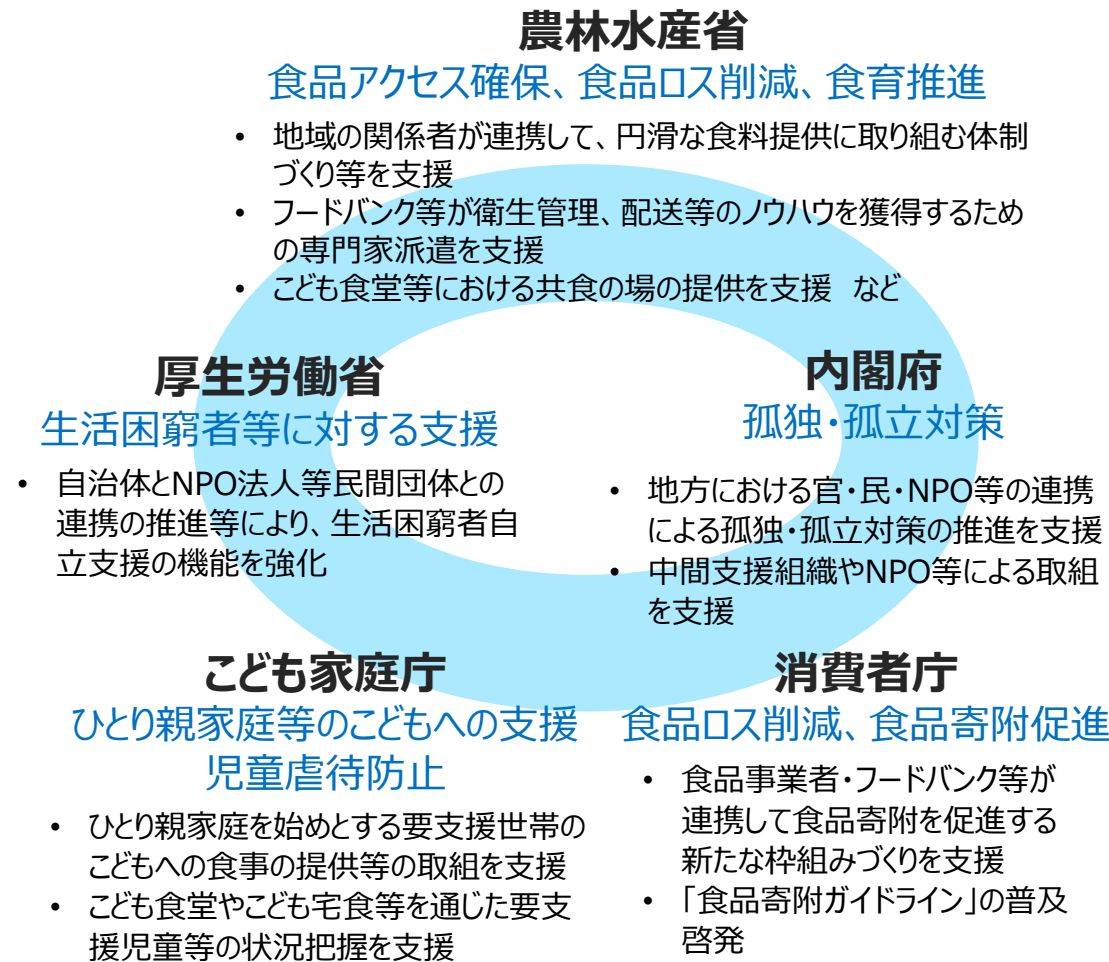 農林水産省
食品アクセス確保、食品ロス削減、食育推進
• 地域の関係者が連携して、円滑な食料提供に取り組む体制
づくり等を支援
• フードバンク等が衛生管理、配送等のノウハウを獲得するため
の専門家派遣を支援
• こども食堂等における共食の場の提供を支援 など
厚生労働省
生活困窮者等に対する支援
• 自治体とNPO法人等民間団体との
連携の推進等により、生活困窮者自
立支援の機能を強化
内閣府
孤独・孤立対策
• 地方における官・民・NPO等の連携
による孤独・孤立対策の推進を支援
• 中間支援組織やNPO等による取組
を支援
こども家庭庁
ひとり親家庭等のこどもへの支援
児童虐待防止
• ひとり親家庭を始めとする要支援世帯の
こどもへの食事の提供等の取組を支援
• こども食堂やこども宅食等を通じた要支
援児童等の状況把握を支援
消費者庁
食品ロス削減、食品寄附促進
• 食品事業者・フードバンク等が
連携して食品寄附を促進する
新たな枠組みづくりを支援
• 「食品寄附ガイドライン」の普及
啓発